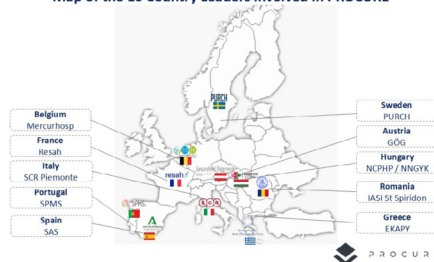 Map of the 10 Country Leaders involved in PROCURE
PURCH
Belgium
Mercurhosp
France
Resah
Italy
SCR Piemonte
Portugal
SPMS
Spain
SAS
Sweden
PURCH
Austria
GÖG
Hungary
NCPHP / NNGYK
Romania
IASI St Spiridon
Greece
EKAPY
resah
SPMS
PROCUR